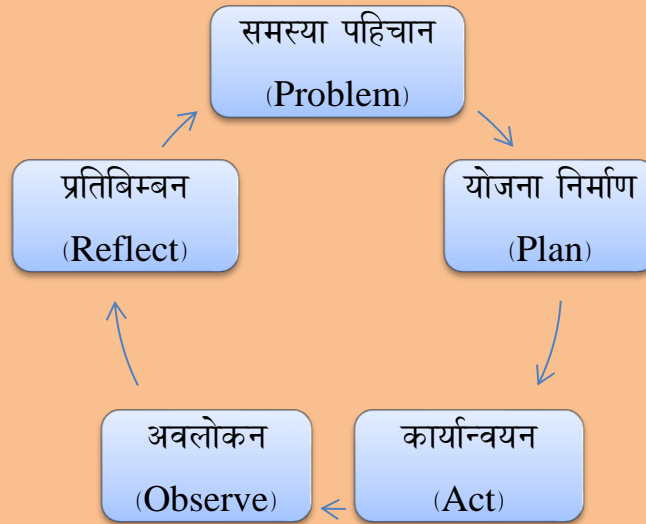 समस्या पहिचान
(Problem)
योजना निर्माण
(Plan)
कार्यान्वयन
(Act)
अवलोकन
(Observe)
प्रतिबिम्बन
(Reflect)